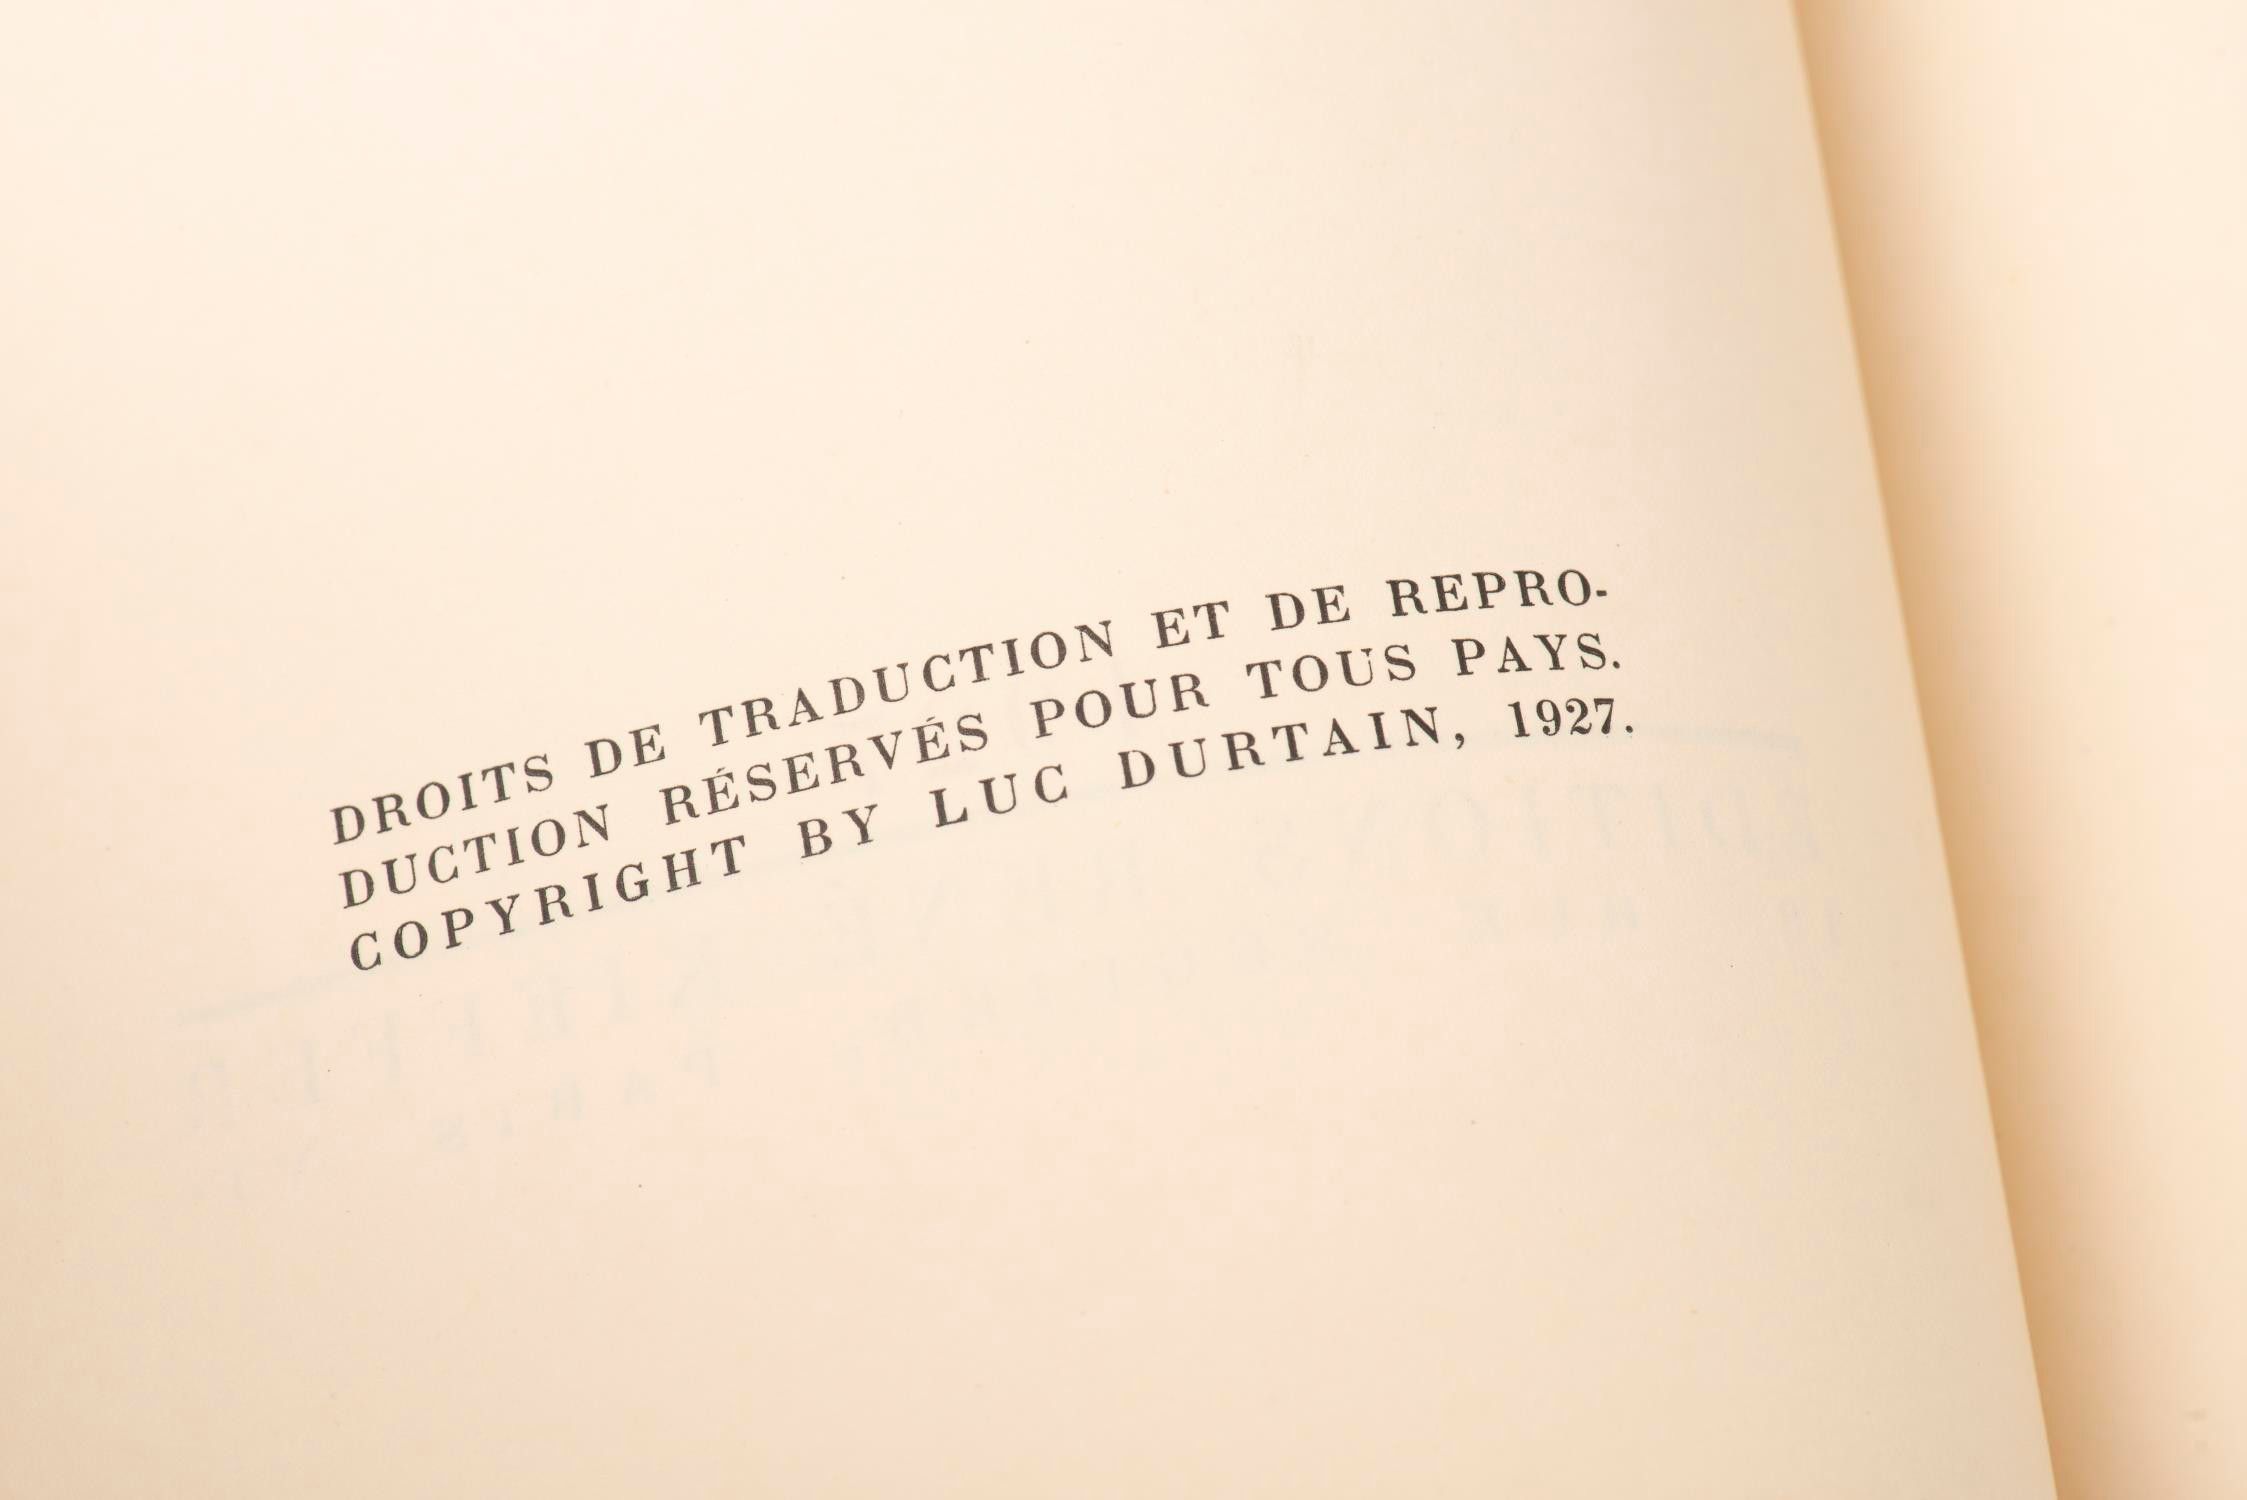 DROITS DE TRADUCTION ET DE REPRO-
DUCTION RÉSERVÉS POUR TOUS PAYS.
COPYRIGHT BY LUC DURTAIN, 1927.